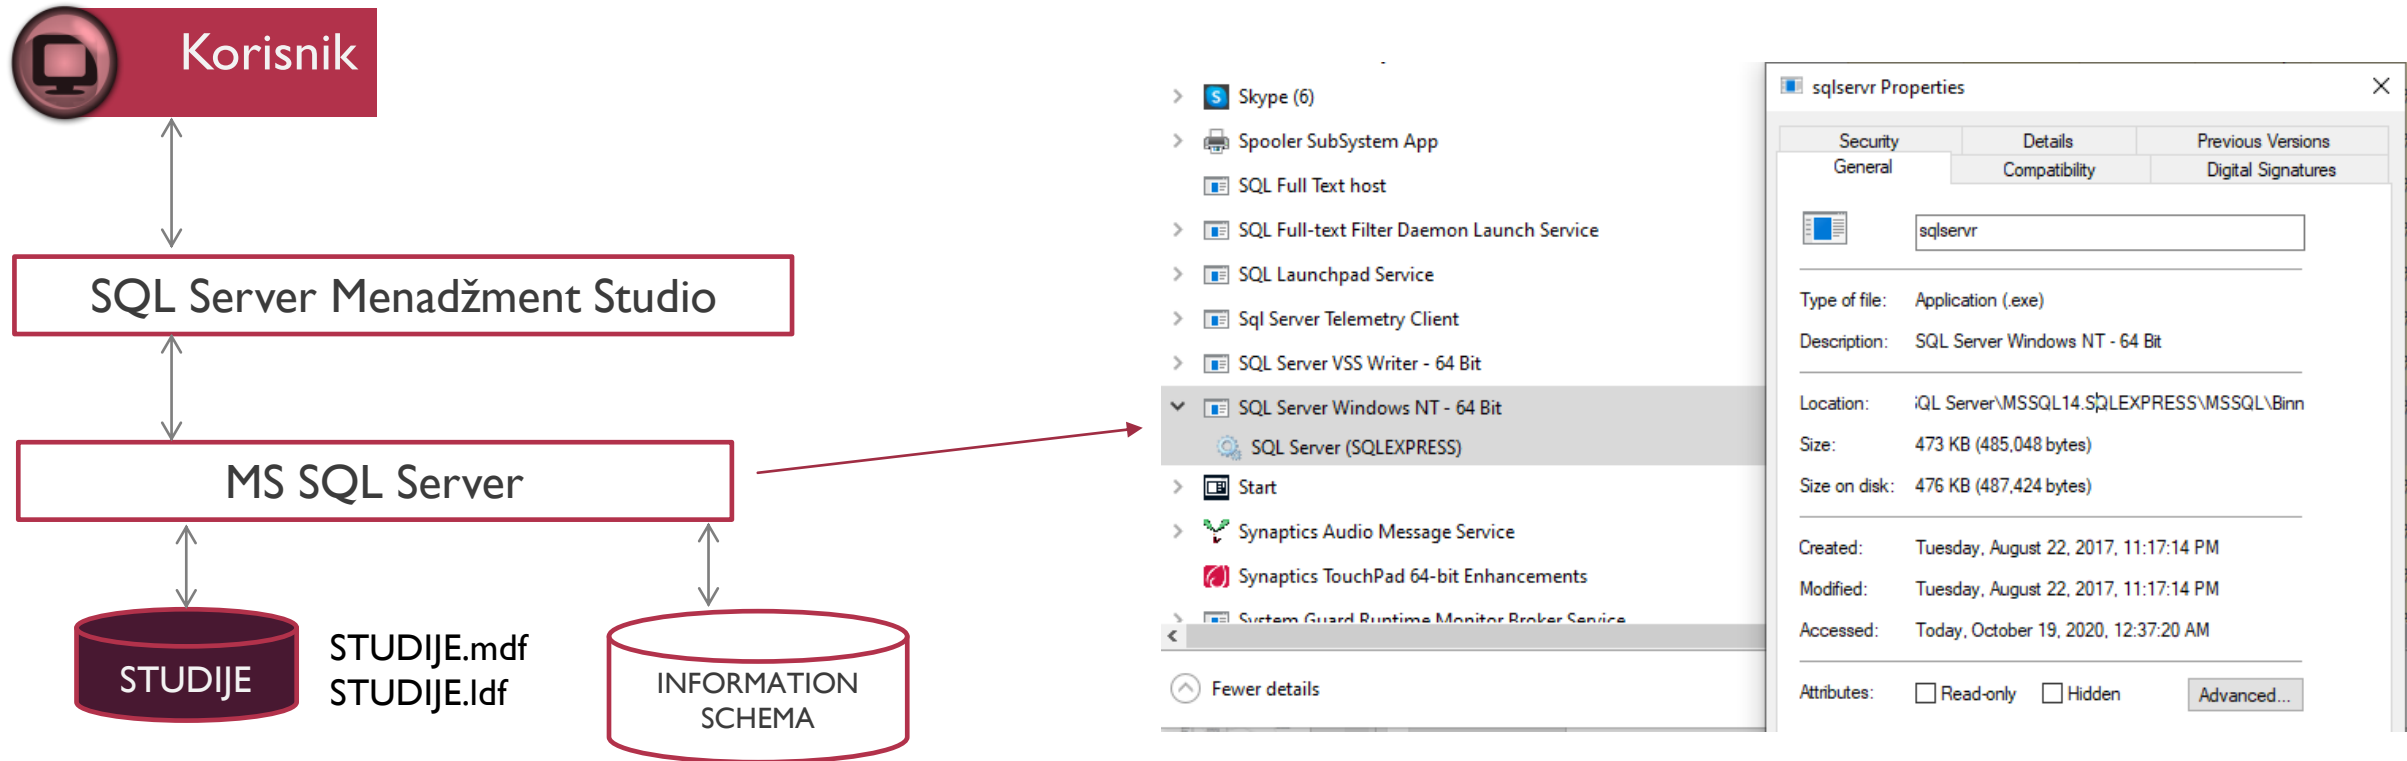 Korisnik
SQL Server Menadžment Studio
MS SQL Server
STUDIJE
STUDIJE.mdf
STUDIJE.ldf
INFORMATION
SCHEMA
Skype (6)
Spooler SubSystem App
SQL Full Text host
SQL Full-text Filter Daemon Launch Service
SQL Launchpad Service
Sql Server Telemetry Client
SQL Server VSS Writer - 64 Bit
SQL Server Windows NT - 64 Bit
SQL Server (SQLEXPRESS)
Start
Synaptics Audio Message Service
Synaptics TouchPad 64-bit Enhancements
System Guard Runtime Monitor Broker Service
Fewer details
sqlservr Properties
Security Details Previous Versions
General Compatibility Digital Signatures
sqlservr
Type of file: Application (.exe)
Description: SQL Server Windows NT - 64 Bit
Location: QL Server\MSSQL14.SQLEXPRESS\MSSQL\Binn
Size: 473 KB (485,048 bytes)
Size on disk: 476 KB (487,424 bytes)
Created: Tuesday, August 22, 2017, 11:17:14 PM
Modified: Tuesday, August 22, 2017, 11:17:14 PM
Accessed: Today, October 19, 2020, 12:37:20 AM
Attributes: Read-only Hidden Advanced...